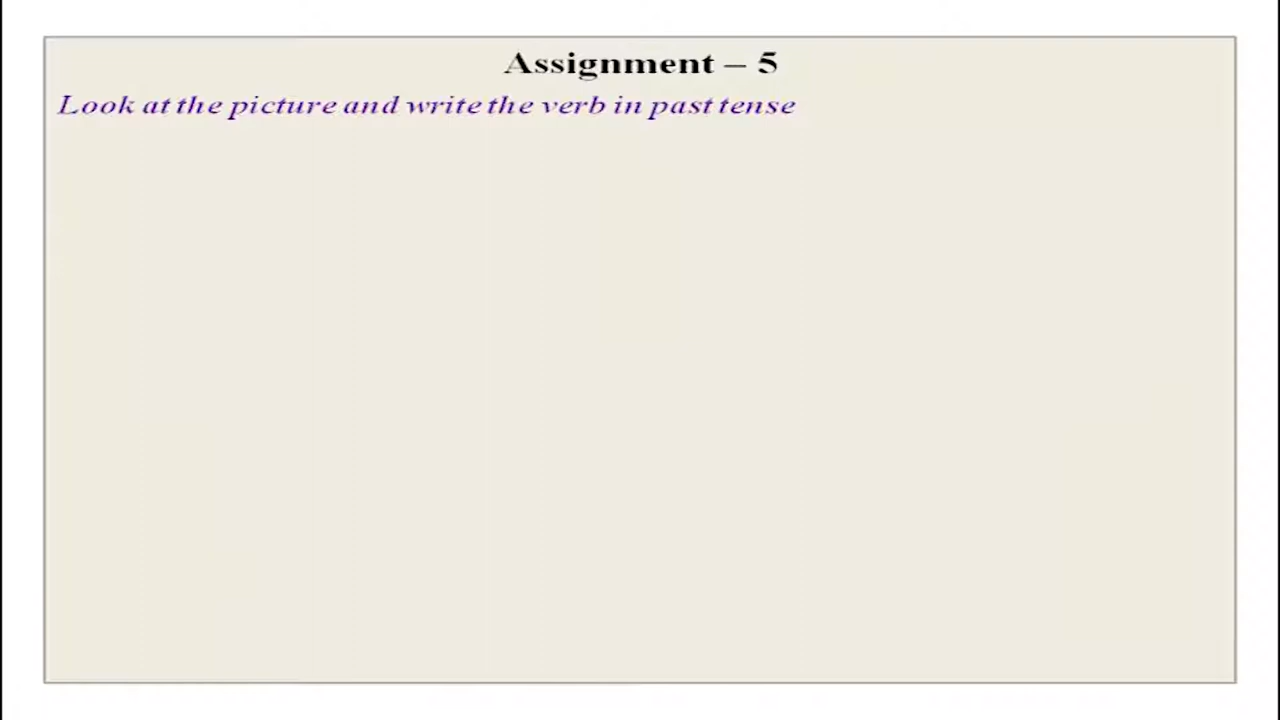 Assignment – 5
Look at the picture and write the verb in past tense